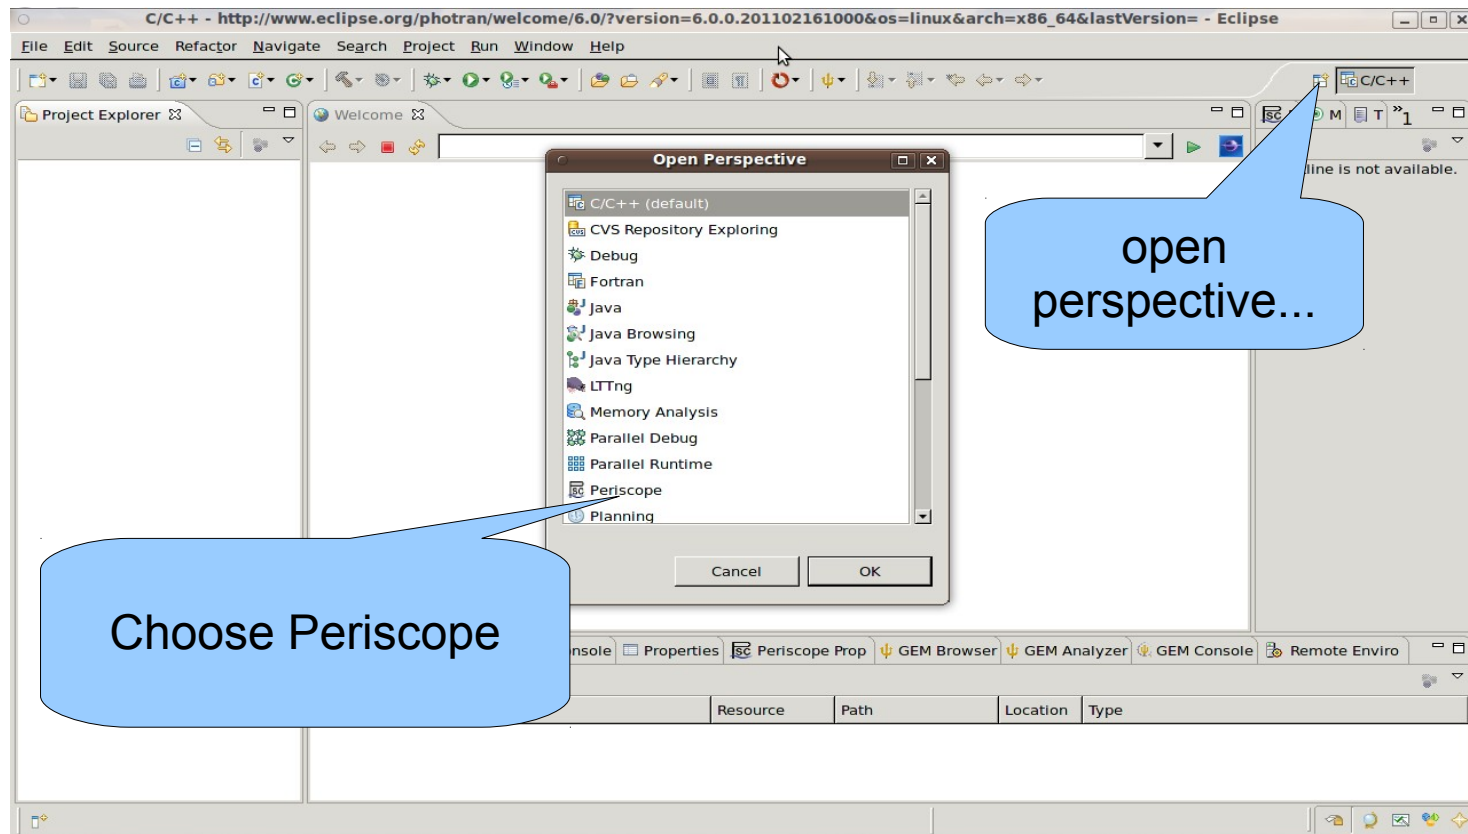 C/C++ - http://www.eclipse.org/photran/welcome/6.0/?version=6.0.0.201102161000&os=linux&arch=x86_64&lastVersion= - Eclipse
File Edit Source Refactor Navigate Search Project Run Window Help
C/C++
Project Explorer
Welcome
M T »1
line is not available.
Open Perspective
C/C++ (default)
CVS Repository Exploring
Debug
Fortran
Java
Java Browsing
Java Type Hierarchy
LTTng
Memory Analysis
Parallel Debug
Parallel Runtime
Periscope
Planning
Cancel OK
open
perspective...
Choose Periscope
nsole Properties Periscope Prop GEM Browser GEM Analyzer GEM Console Remote Enviro
Resource Path Location Type